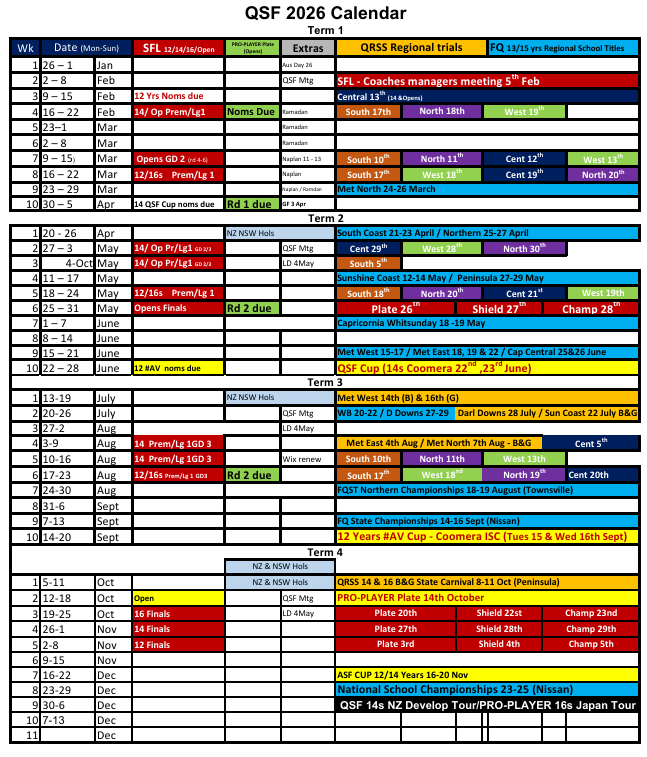 QSF 2026 Calendar
Term 1
Wk Date (Mon-Sun) SFL 12/14/16/Open PRO-PLAYER Plate (Opens) Extras QRSS Regional trials FQ 13/15 yrs Regional School Titles
1 26 – 1 Jan Aus Day 26
2 2 – 8 Feb QSF Mtg SFL - Coaches managers meeting 5th Feb
3 9 – 15 Feb 12 Yrs Noms due Central 13th (14 &Opens)
4 16 – 22 Feb 14/ Op Prem/Lg1 Noms Due Ramadan South 17th North 18th West 19th
5 23–1 Mar Ramadan
6 2 – 8 Mar Ramadan
7 9 – 15) Mar Opens GD 2 (rd 4-6) Naplan 11 - 13 South 10th North 11th Cent 12th West 13th
8 16 – 22 Mar 12/16s Prem/Lg 1 Naplan South 17th West 18th Cent 19th North 20th
9 23 – 29 Mar Naplan / Ramdan Met North 24-26 March
10 30 – 5 Apr 14 QSF Cup noms due Rd 1 due GF 3 Apr
Term 2
1 20 - 26 Apr NZ NSW Hols South Coast 21-23 April / Northern 25-27 April
2 27 – 3 May 14/ Op Pr/Lg1 GD 2/3 QSF Mtg Cent 29th West 28th North 30th
3 4-Oct May 14/ Op Pr/Lg1 GD 2/3 LD 4May South 5th
4 11 – 17 May Sunshine Coast 12-14 May / Peninsula 27-29 May
5 18 – 24 May 12/16s Prem/Lg 1 South 18th North 20th Cent 21st West 19th
6 25 – 31 May Opens Finals Rd 2 due Plate 26th Shield 27th Champ 28th
7 1 – 7 June Capricornia Whitsunday 18 -19 May
8 8 – 14 June
9 15 – 21 June Met West 15-17 / Met East 18, 19 & 22 / Cap Central 25&26 June
10 22 – 28 June 12 #AV noms due QSF Cup (14s Coomera 22nd ,23rd June)
Term 3
1 13-19 July NZ NSW Hols Met West 14th (B) & 16th (G)
2 20-26 July QSF Mtg WB 20-22 / D Downs 27-29 Darl Downs 28 July / Sun Coast 22 July B&G
3 27-2 Aug LD 4May
4 3-9 Aug 14 Prem/Lg 1GD 3 Met East 4th Aug / Met North 7th Aug - B&G Cent 5th
5 10-16 Aug 14 Prem/Lg 1GD 3 Wix renew South 10th North 11th West 13th
6 17-23 Aug 12/16s Prem/Lg 1 GD3 Rd 2 due South 17th West 18nd North 19th Cent 20th
7 24-30 Aug FQST Northern Championships 18-19 August (Townsville)
8 31-6 Sept
9 7-13 Sept FQ State Championships 14-16 Sept (Nissan)
10 14-20 Sept 12 Years #AV Cup - Coomera ISC (Tues 15 & Wed 16th Sept)
Term 4
NZ & NSW Hols
1 5-11 Oct NZ & NSW Hols QRSS 14 & 16 B&G State Carnival 8-11 Oct (Peninsula)
2 12-18 Oct Open QSF Mtg PRO-PLAYER Plate 14th October
3 19-25 Oct 16 Finals LD 4May Plate 20th Shield 22st Champ 23nd
4 26-1 Nov 14 Finals Plate 27th Shield 28th Champ 29th
5 2-8 Nov 12 Finals Plate 3rd Shield 4th Champ 5th
6 9-15 Nov
7 16-22 Dec ASF CUP 12/14 Years 16-20 Nov
8 23-29 Dec National School Championships 23-25 (Nissan)
9 30-6 Dec QSF 14s NZ Develop Tour/PRO-PLAYER 16s Japan Tour
10 7-13 Dec
11 Dec